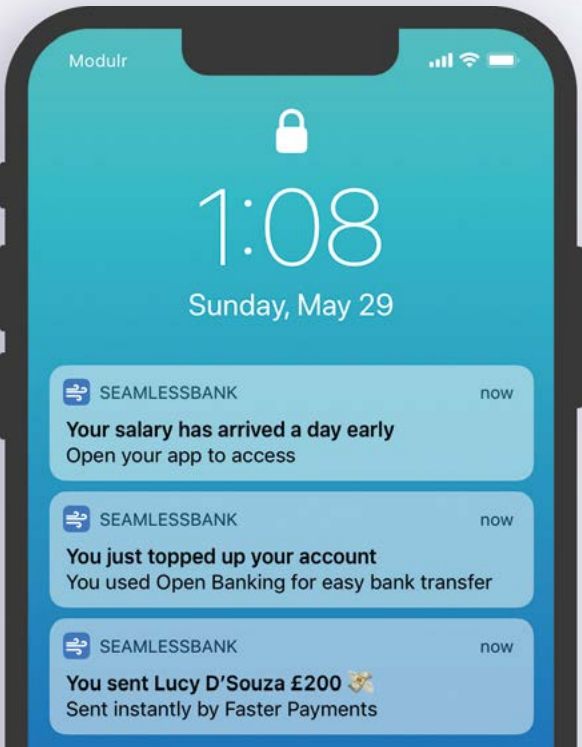 Modulr
1:08
Sunday, May 29
SEAMLESSBANK now
Your salary has arrived a day early
Open your app to access
SEAMLESSBANK now
You just topped up your account
You used Open Banking for easy bank transfer
SEAMLESSBANK now
You sent Lucy D'Souza £200 💸
Sent instantly by Faster Payments